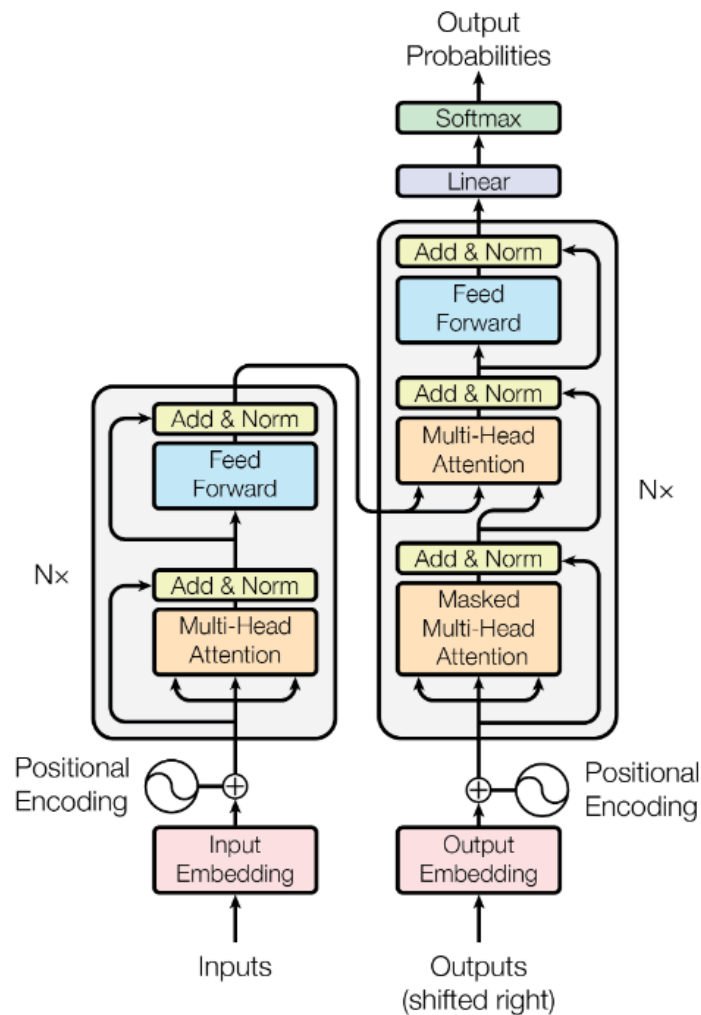 Output
Probabilities
Softmax
Linear
Add & Norm
Feed
Forward
Add & Norm
Multi-Head
Attention
Nx
Add & Norm
Masked
Multi-Head
Attention
Add & Norm
Feed
Forward
Nx
Add & Norm
Multi-Head
Attention
Positional
Encoding
Positional
Encoding
Input
Embedding
Output
Embedding
Inputs
Outputs
(shifted right)